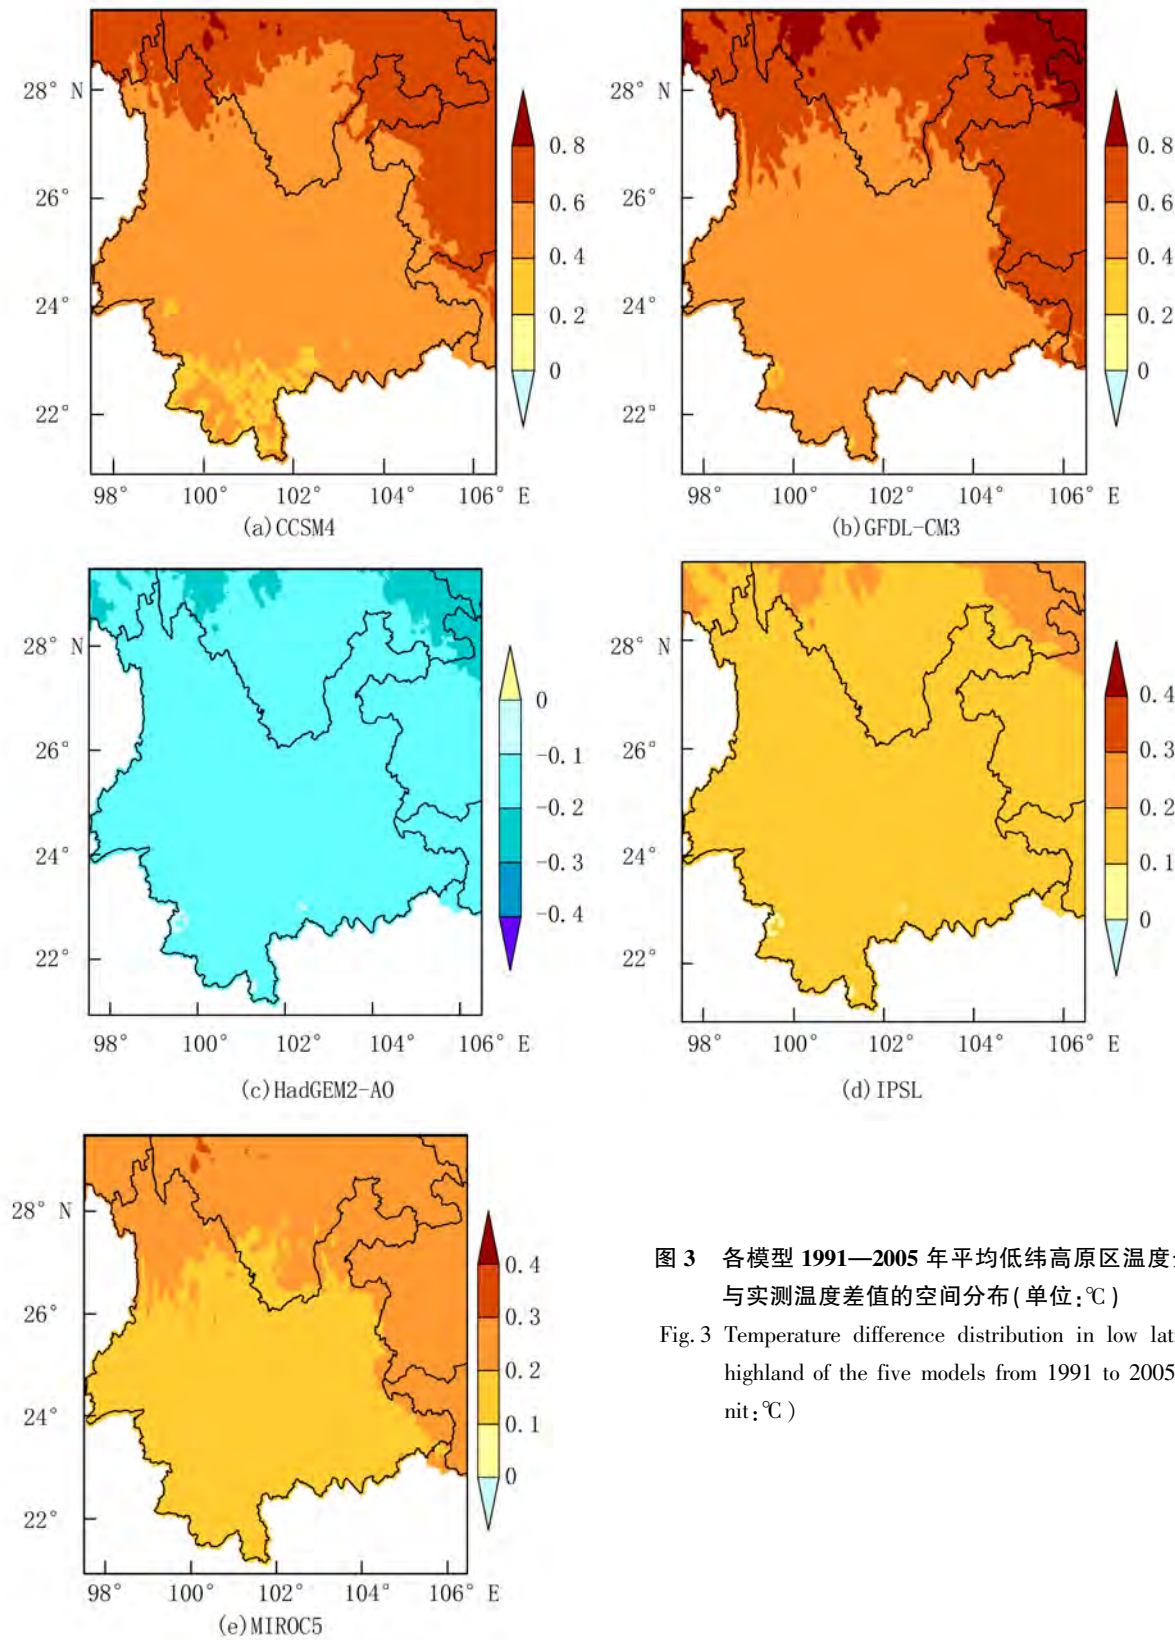 28° N
26°
24°
22°
98° 100° 102° 104° 106° E
0.8
0.6
0.4
0.2
0
(a)CCSM4
28° N
26°
24°
22°
98° 100° 102° 104° 106° E
0.8
0.6
0.4
0.2
0
(b)GFDL-CM3
28° N
26°
24°
22°
98° 100° 102° 104° 106° E
0
-0.1
-0.2
-0.3
-0.4
(c)HadGEM2-AO
28° N
26°
24°
22°
98° 100° 102° 104° 106° E
0.4
0.3
0.2
0.1
0
(d)IPSL
28° N
26°
24°
22°
98° 100° 102° 104° 106° E
0.4
0.3
0.2
0.1
0
(e)MIROC5
图 3 各模型 1991—2005 年平均低纬高原区温度
与实测温度差值的空间分布(单位:℃)
Fig. 3 Temperature difference distribution in low lat
highland of the five models from 1991 to 2005
nit:℃)